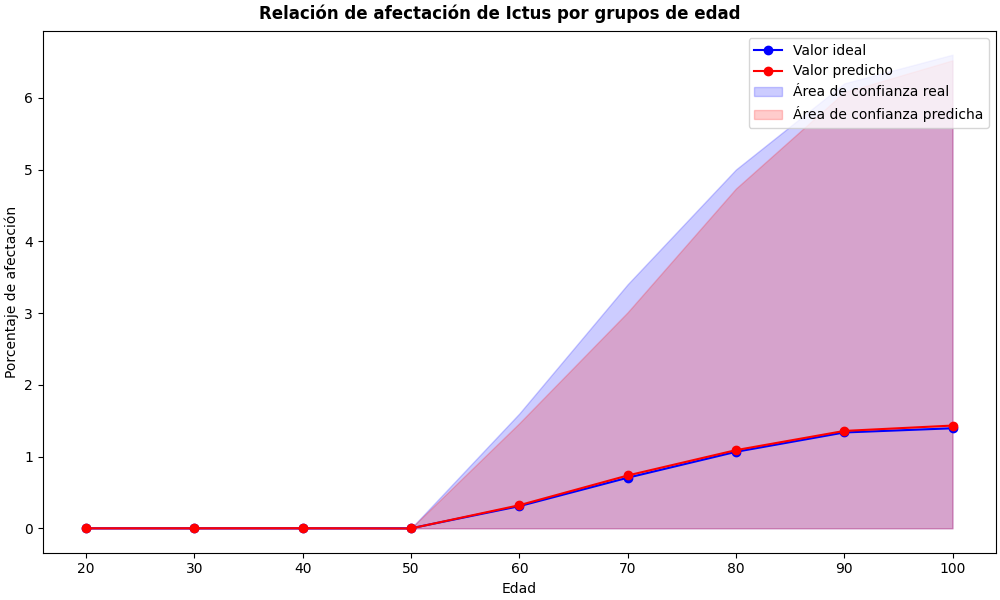 Relación de afectación de Ictus por grupos de edad
Valor ideal
Valor predicho
Área de confianza real
Área de confianza predicha
Porcentaje de afectación
6
5
4
3
2
1
0
20 30 40 50 60 70 80 90 100
Edad